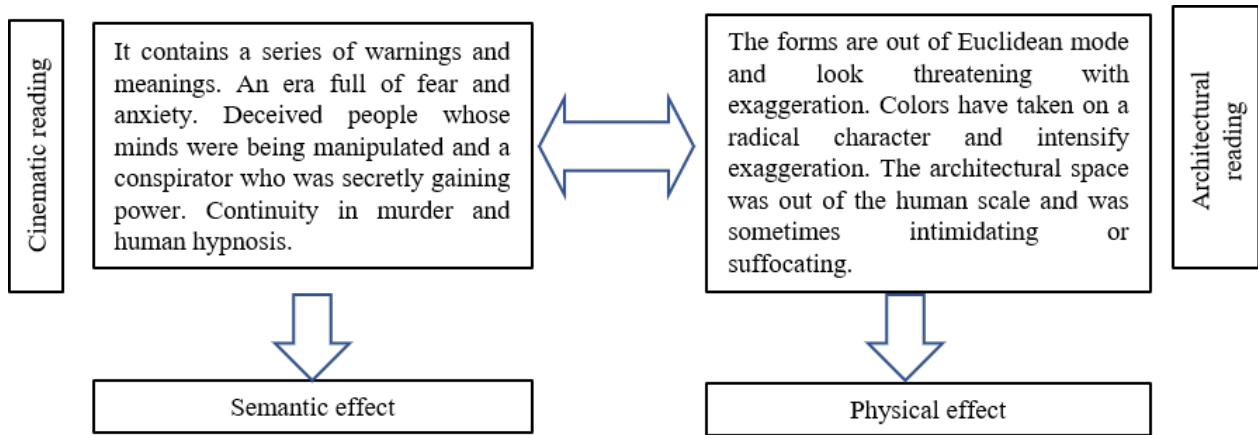 Cinematic reading
It contains a series of warnings and
meanings. An era full of fear and
anxiety. Deceived people whose
minds were being manipulated and a
conspirator who was secretly gaining
power. Continuity in murder and
human hypnosis.
The forms are out of Euclidean mode
and look threatening with
exaggeration. Colors have taken on a
radical character and intensify
exaggeration. The architectural space
was out of the human scale and was
sometimes intimidating or
suffocating.
Architectural
reading
Semantic effect
Physical effect